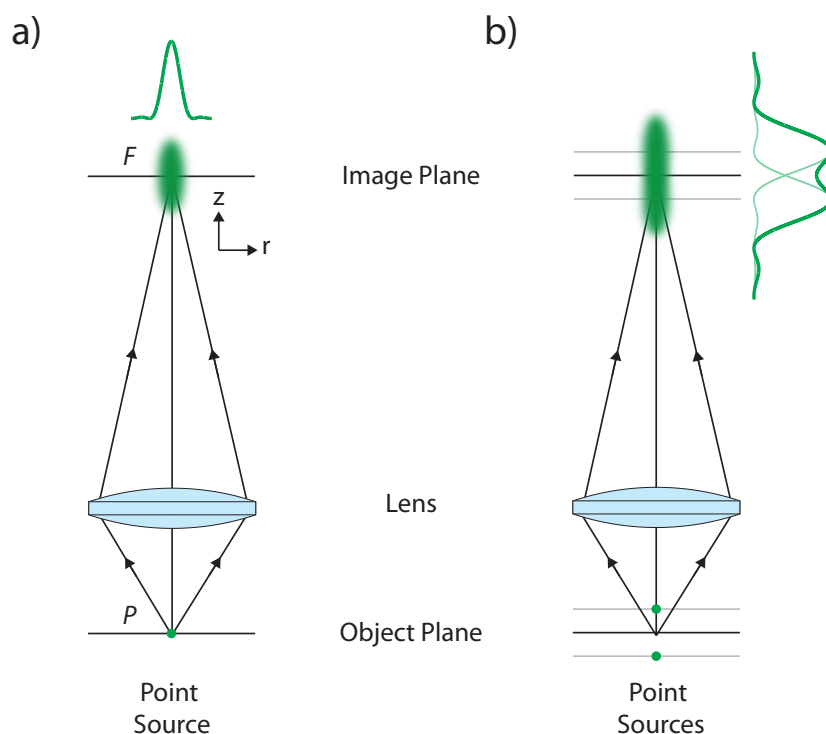 a)
b)
F
Image Plane
z
r
Lens
P
Object Plane
Point
Source
Point
Sources